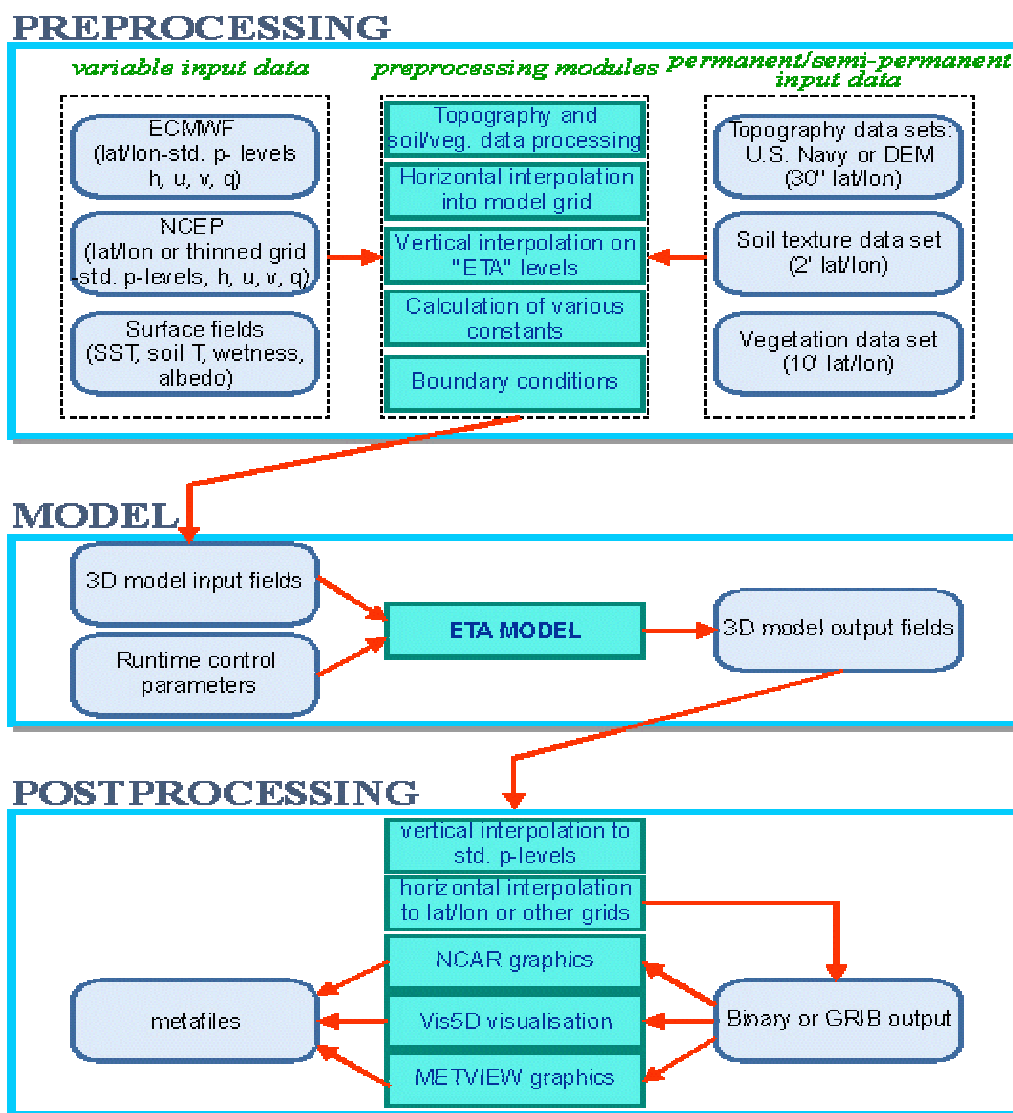 PREPROCESSING
variable input data
preprocessing modules
permanent/semi-permanent
input data
ECMWF
(lat/lon-std. p- levels
h, u, v, q)
NCEP
(lat/lon or thinned grid
-std. p-levels, h, u, v, q)
Surface fields
(SST, soil T, wetness,
albedo)
Topography and
soil/veg. data processing
Horizontal interpolation
into model grid
Vertical interpolation on
"ETA" levels
Calculation of various
constants
Boundary conditions
Topography data sets:
U.S. Navy or DEM
(30" lat/lon)
Soil texture data set
(2' lat/lon)
Vegetation data set
(10' lat/lon)
MODEL
3D model input fields
Runtime control
parameters
ETA MODEL
3D model output fields
POSTPROCESSING
vertical interpolation to
std. p-levels
horizontal interpolation
to lat/lon or other grids
NCAR graphics
Vis5D visualisation
METVIEW graphics
metafiles
Binary or GRIB output